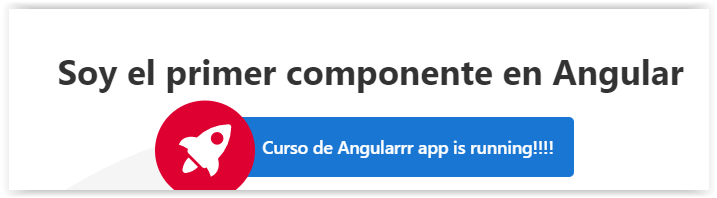 Soy el primer componente en Angular
Curso de Angularrr app is running!!!!